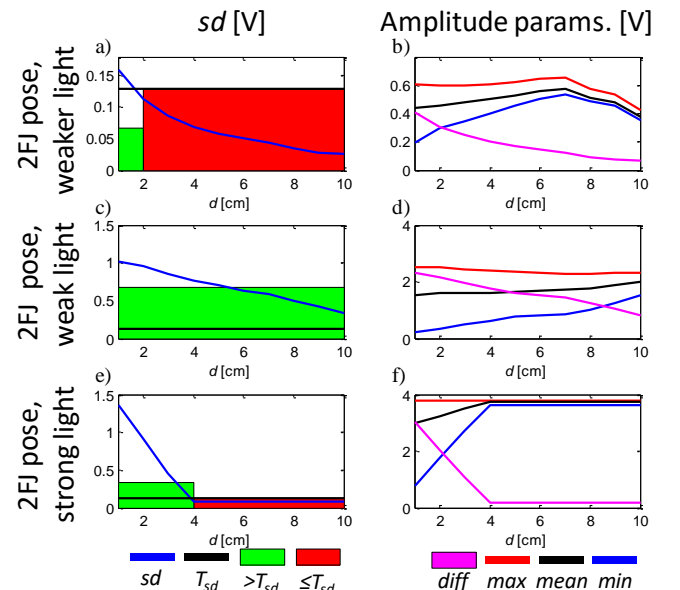 sd [V] Amplitude params. [V]
2FJ pose, weaker light
a)
0.15
0.1
0.05
0
2 4 6 8 10
d [cm]
b)
0.8
0.6
0.4
0.2
0
2 4 6 8 10
d [cm]
2FJ pose, weak light
c)
1.5
1
0.5
0
2 4 6 8 10
d [cm]
d)
4
2
0
2 4 6 8 10
d [cm]
2FJ pose, strong light
e)
1.5
1
0.5
0
2 4 6 8 10
d [cm]
f)
4
2
0
2 4 6 8 10
d [cm]
sd Tsd >Tsd ≤Tsd
diff max mean min